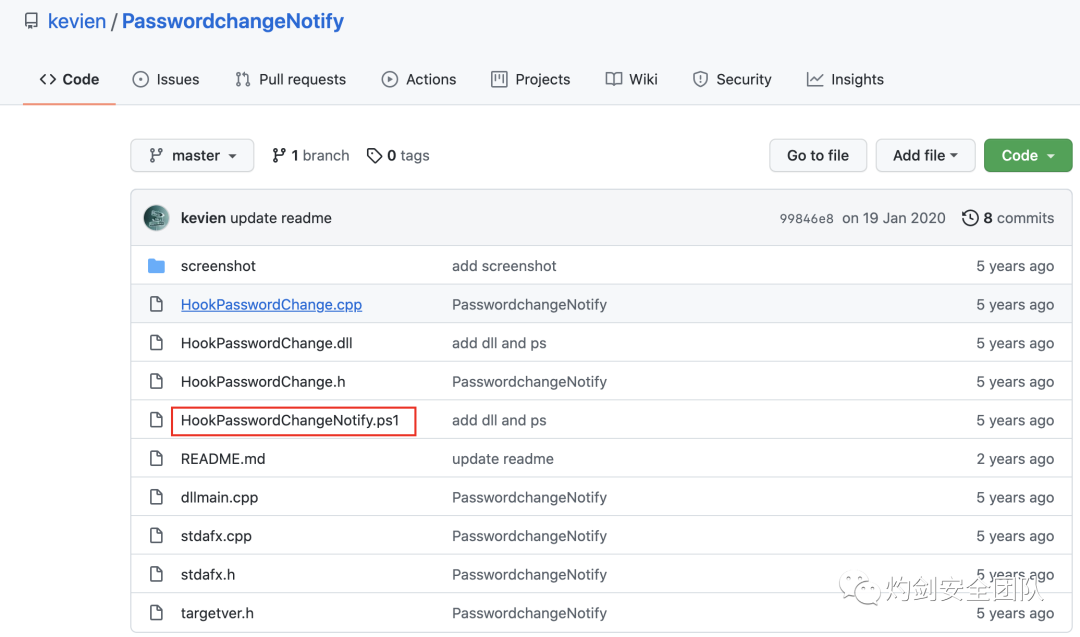 kevien / PasswordchangeNotify
Code Issues Pull requests Actions Projects Wiki Security Insights
master 1 branch 0 tags Go to file Add file Code
kevien update readme 99846e8 on 19 Jan 2020 8 commits
screenshot add screenshot 5 years ago
HookPasswordChange.cpp PasswordchangeNotify 5 years ago
HookPasswordChange.dll add dll and ps 5 years ago
HookPasswordChange.h PasswordchangeNotify 5 years ago
HookPasswordChangeNotify.ps1 add dll and ps 5 years ago
README.md update readme 2 years ago
dllmain.cpp PasswordchangeNotify 5 years ago
stdafx.cpp PasswordchangeNotify 5 years ago
stdafx.h PasswordchangeNotify 5 years ago
灼剑安全团队
targetver.h PasswordchangeNotify 5 years ago